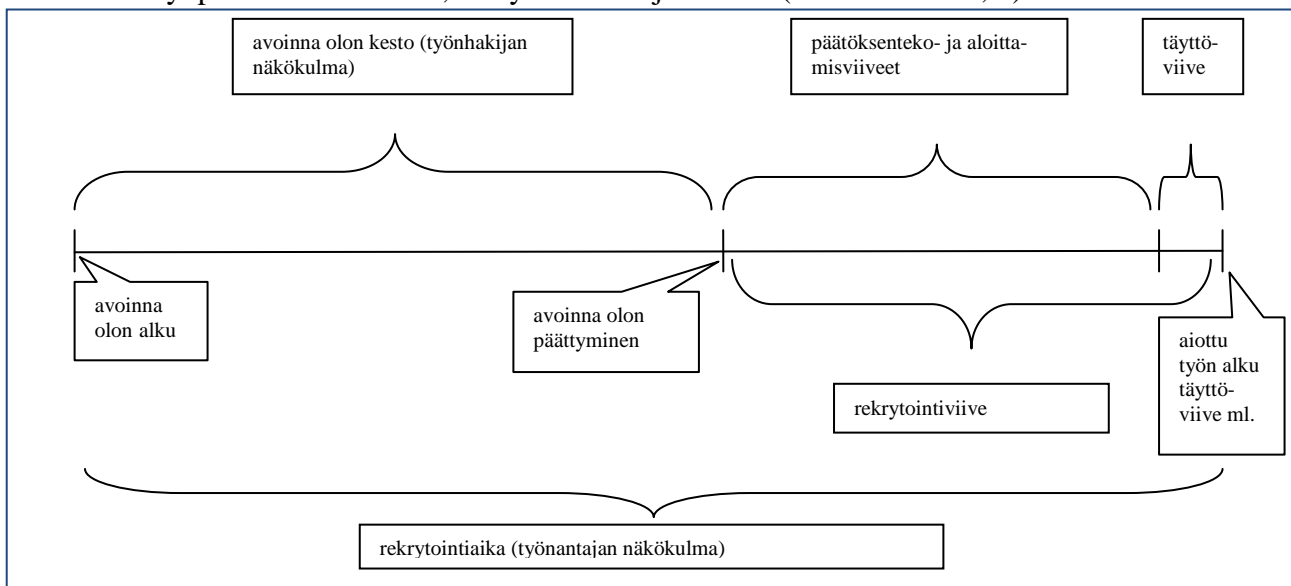 avoinna olon kesto (työnhakijan
näkökulma)
päätöksenteko- ja aloitta-
misviiveet
täyttö-
viive
avoinna
olon alku
avoinna olon
päättyminen
aiottu
työn alku
täyttö-
viive ml.
rekrytointiviive
rekrytointiaika (työnantajan näkökulma)